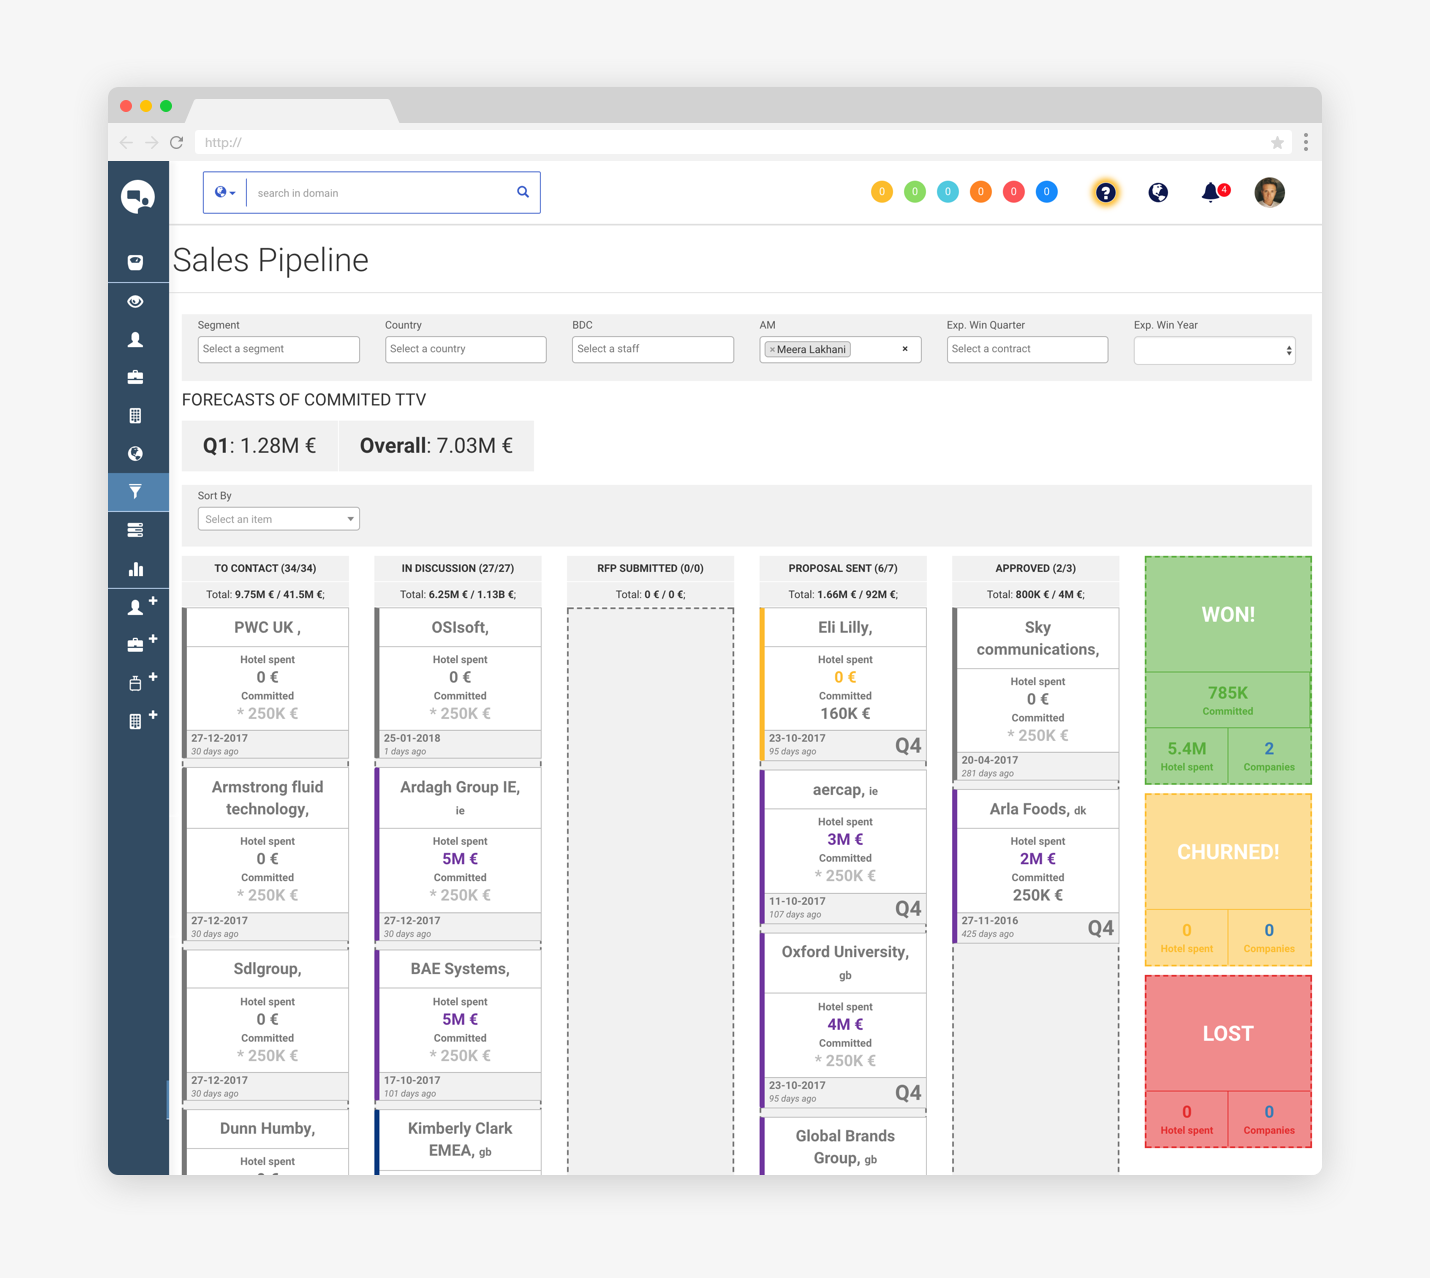 http://
search in domain
0 0 0 0 0 0 ? 4
Sales Pipeline
Segment Country BDC AM Exp. Win Quarter Exp. Win Year
Select a segment Select a country Select a staff × Meera Lakhani × Select a contract
FORECASTS OF COMMITED TTV
Q1: 1.28M € Overall: 7.03M €
Sort By
Select an item
TO CONTACT (34/34)
Total: 9.75M € / 41.5M €;
PWC UK ,
Hotel spent
0 €
Committed
* 250K €
27-12-2017
30 days ago
Armstrong fluid
technology,
Hotel spent
0 €
Committed
* 250K €
27-12-2017
30 days ago
Sdlgroup,
Hotel spent
0 €
Committed
* 250K €
27-12-2017
30 days ago
Dunn Humby,
Hotel spent
IN DISCUSSION (27/27)
Total: 6.25M € / 1.13B €;
OSIsoft,
Hotel spent
0 €
Committed
* 250K €
25-01-2018
1 days ago
Ardagh Group IE,
ie
Hotel spent
5M €
Committed
* 250K €
27-12-2017
30 days ago
BAE Systems,
Hotel spent
5M €
Committed
* 250K €
17-10-2017
101 days ago
Kimberly Clark
EMEA, gb
RFP SUBMITTED (0/0)
Total: 0 € / 0 €;
PROPOSAL SENT (6/7)
Total: 1.66M € / 92M €;
Eli Lilly,
Hotel spent
0 €
Committed
160K €
23-10-2017
95 days ago
Q4
aercap, ie
Hotel spent
3M €
Committed
* 250K €
11-10-2017
107 days ago
Q4
Oxford University,
gb
Hotel spent
4M €
Committed
* 250K €
23-10-2017
95 days ago
Q4
Global Brands
Group, gb
APPROVED (2/3)
Total: 800K € / 4M €;
Sky
communications,
Hotel spent
0 €
Committed
* 250K €
20-04-2017
281 days ago
Arla Foods, dk
Hotel spent
2M €
Committed
250K €
27-11-2016
425 days ago
Q4
WON!
785K
Committed
5.4M 2
Hotel spent Companies
CHURNED!
0 0
Hotel spent Companies
LOST
0 0
Hotel spent Companies